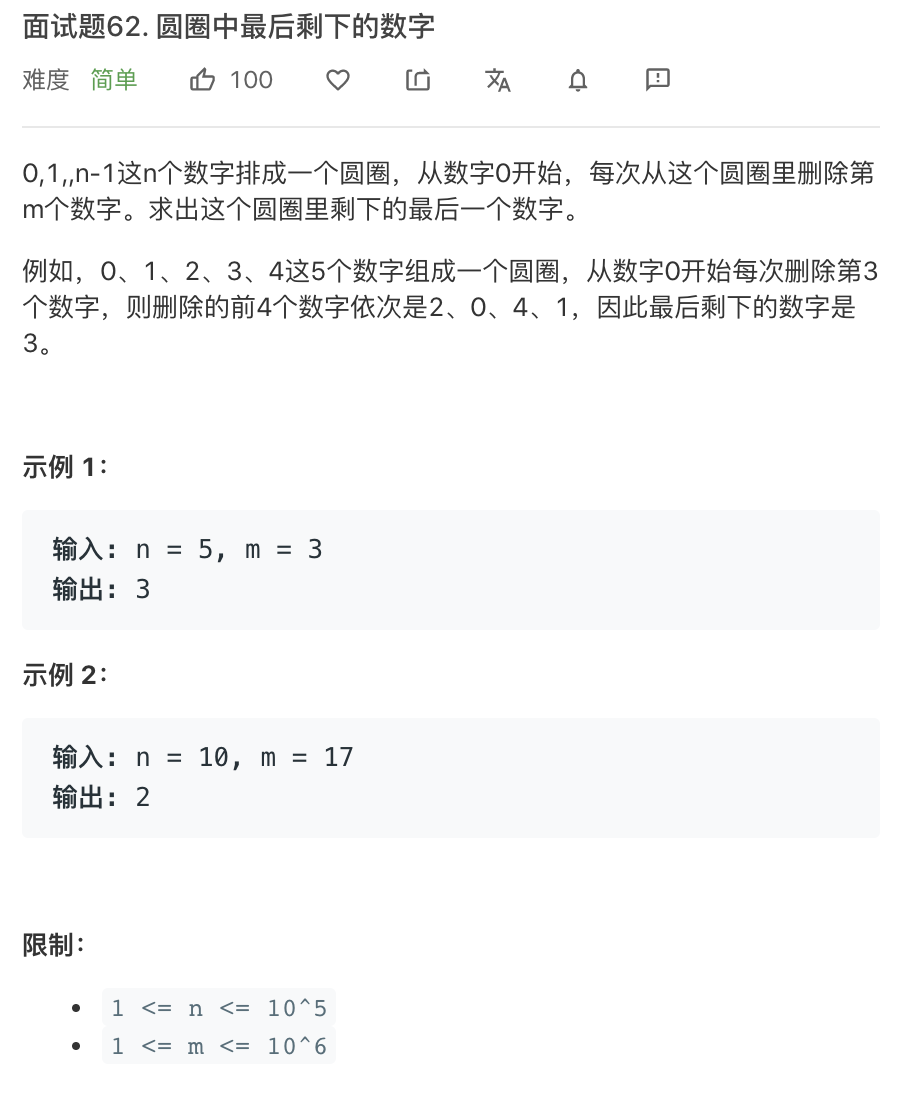 面试题62. 圆圈中最后剩下的数字
难度 简单 100
0,1,,n-1这n个数字排成一个圆圈，从数字0开始，每次从这个圆圈里删除第
m个数字。求出这个圆圈里剩下的最后一个数字。
例如，0、1、2、3、4这5个数字组成一个圆圈，从数字0开始每次删除第3
个数字，则删除的前4个数字依次是2、0、4、1，因此最后剩下的数字是
3。
示例 1：
输入: n = 5, m = 3
输出: 3
示例 2：
输入: n = 10, m = 17
输出: 2
限制：
1 <= n <= 10^5
1 <= m <= 10^6